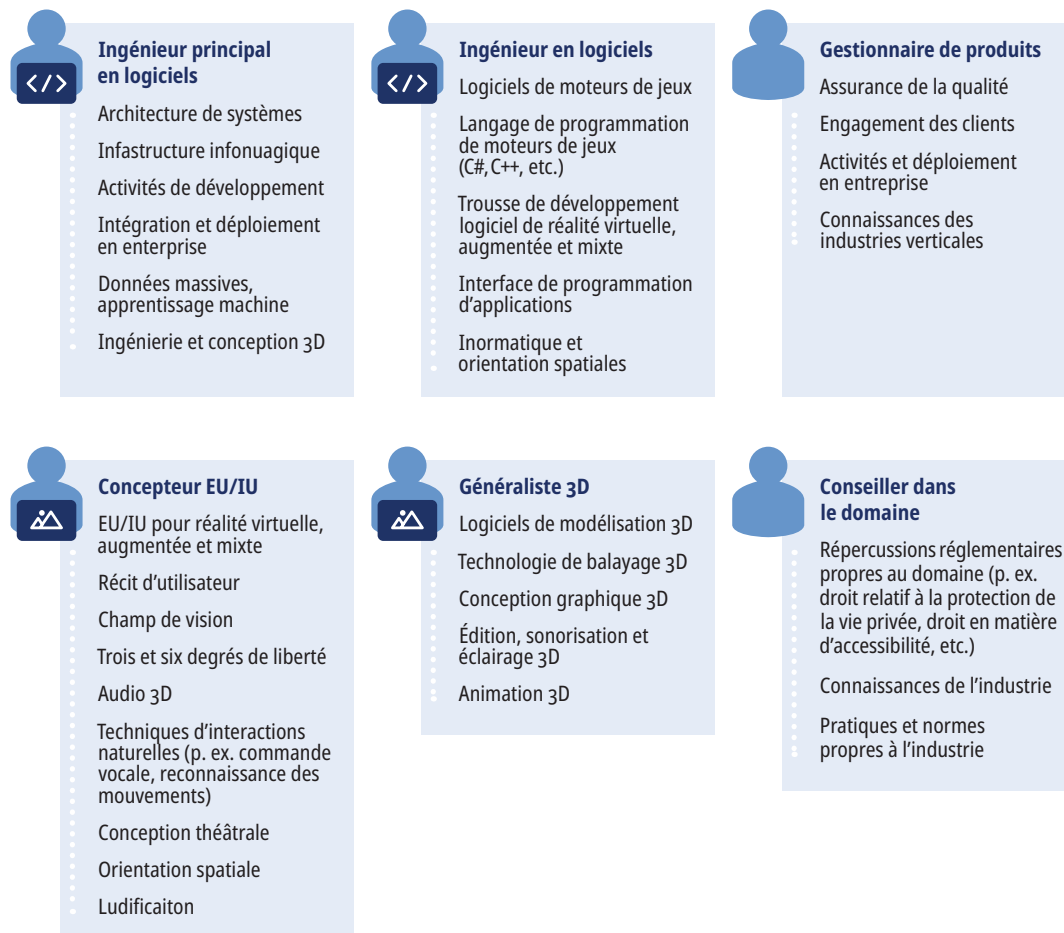 Ingénieur principal
en logiciels
Architecture de systèmes
Infastructure infonuagique
Activités de développement
Intégration et déploiement
en enterprise
Données massives,
apprentissage machine
Ingénierie et conception 3D
Ingénieur en logiciels
Logiciels de moteurs de jeux
Langage de programmation
de moteurs de jeux
(C#, C++, etc.)
Trousse de développement
logiciel de réalité virtuelle,
augmentée et mixte
Interface de programmation
d'applications
Inormatique et
orientation spatiales
Gestionnaire de produits
Assurance de la qualité
Engagement des clients
Activités et déploiement
en entreprise
Connaissances des
industries verticales
Concepteur EU/IU
EU/IU pour réalité virtuelle,
augmentée et mixte
Récit d'utilisateur
Champ de vision
Trois et six degrés de liberté
Audio 3D
Techniques d'interactions
naturelles (p. ex. commande
vocale, reconnaissance des
mouvements)
Conception théâtrale
Orientation spatiale
Ludificaiton
Généraliste 3D
Logiciels de modélisation 3D
Technologie de balayage 3D
Conception graphique 3D
Édition, sonorisation et
éclairage 3D
Animation 3D
Conseiller dans
le domaine
Répercussions réglementaires
propres au domaine (p. ex.
droit relatif à la protection de
la vie privée, droit en matière
d'accessibilité, etc.)
Connaissances de l'industrie
Pratiques et normes
propres à l'industrie